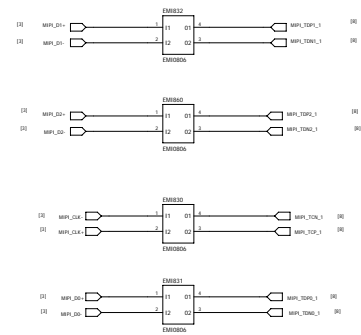 EMI832
[3] MIPI_D1+ 1 I1 O1 4 MIPI_TDP1_1 [8]
[3] MIPI_D1- 2 I2 O2 3 MIPI_TDN1_1 [8]
EMI0806
EMI860
[3] MIPI_D2+ 1 I1 O1 4 MIPI_TDP2_1 [8]
[3] MIPI_D2- 2 I2 O2 3 MIPI_TDN2_1 [8]
EMI0806
EMI830
[3] MIPI_CLK- 1 I1 O1 4 MIPI_TCN_1 [8]
[3] MIPI_CLK+ 2 I2 O2 3 MIPI_TCP_1 [8]
EMI0806
EMI831
[3] MIPI_D0+ 1 I1 O1 4 MIPI_TDP0_1 [8]
[3] MIPI_D0- 2 I2 O2 3 MIPI_TDN0_1 [8]
EMI0806